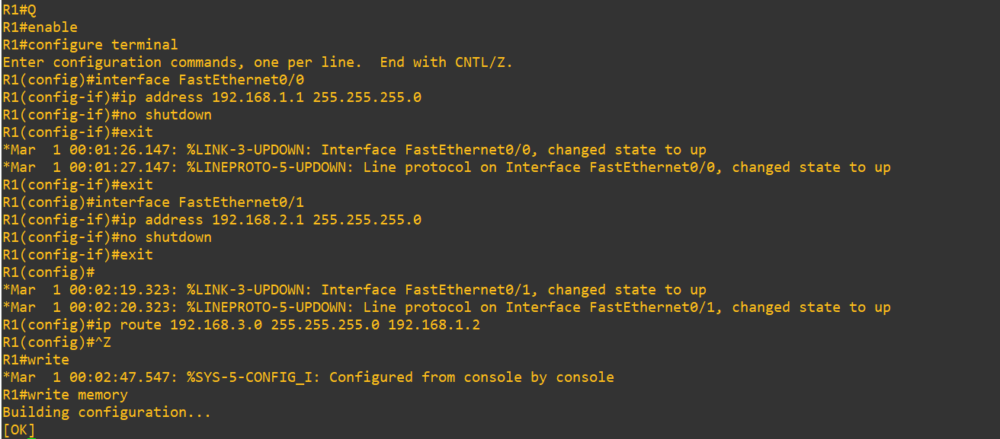 R1#Q
R1#enable
R1#configure terminal
Enter configuration commands, one per line.  End with CNTL/Z.
R1(config)#interface FastEthernet0/0
R1(config-if)#ip address 192.168.1.1 255.255.255.0
R1(config-if)#no shutdown
R1(config-if)#exit
*Mar  1 00:01:26.147: %LINK-3-UPDOWN: Interface FastEthernet0/0, changed state to up
*Mar  1 00:01:27.147: %LINEPROTO-5-UPDOWN: Line protocol on Interface FastEthernet0/0, changed state to up
R1(config-if)#exit
R1(config)#interface FastEthernet0/1
R1(config-if)#ip address 192.168.2.1 255.255.255.0
R1(config-if)#no shutdown
R1(config-if)#exit
R1(config)#
*Mar  1 00:02:19.323: %LINK-3-UPDOWN: Interface FastEthernet0/1, changed state to up
*Mar  1 00:02:20.323: %LINEPROTO-5-UPDOWN: Line protocol on Interface FastEthernet0/1, changed state to up
R1(config)#ip route 192.168.3.0 255.255.255.0 192.168.1.2
R1(config)#^Z
R1#write
*Mar  1 00:02:47.547: %SYS-5-CONFIG_I: Configured from console by console
R1#write memory
Building configuration...
[OK]